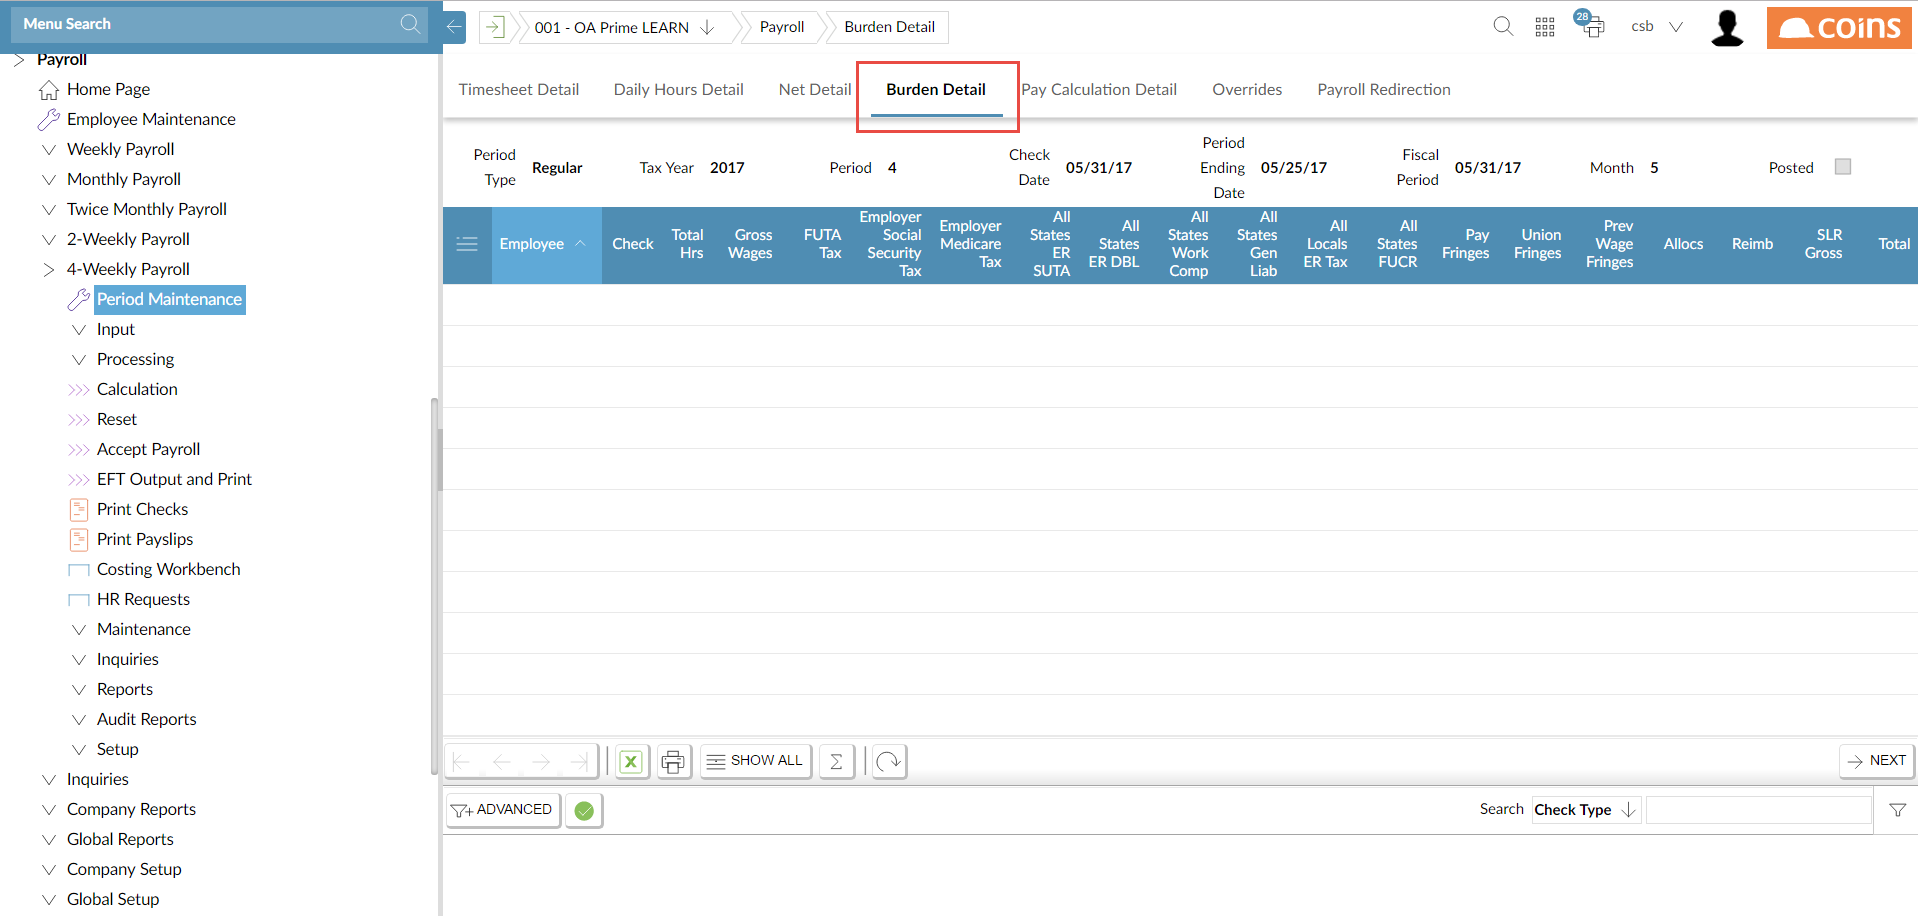 Menu Search
001 - OA Prime LEARN
Payroll
Burden Detail
28
csb
coins
Payroll
Home Page
Employee Maintenance
Weekly Payroll
Monthly Payroll
Twice Monthly Payroll
2-Weekly Payroll
4-Weekly Payroll
Period Maintenance
Input
Processing
Calculation
Reset
Accept Payroll
EFT Output and Print
Print Checks
Print Payslips
Costing Workbench
HR Requests
Maintenance
Inquiries
Reports
Audit Reports
Setup
Inquiries
Company Reports
Global Reports
Company Setup
Global Setup
Timesheet Detail
Daily Hours Detail
Net Detail
Burden Detail
Pay Calculation Detail
Overrides
Payroll Redirection
Period
Type
Regular
Tax Year
2017
Period
4
Check
Date
05/31/17
Period
Ending
Date
05/25/17
Fiscal
Period
05/31/17
Month
5
Posted
Employee
Check
Total
Hrs
Gross
Wages
FUTA
Tax
Employer
Social
Security
Tax
Employer
Medicare
Tax
All
States
ER
SUTA
All
States
ER DBL
All
States
Work
Comp
All
States
Gen
Liab
All
Locals
ER Tax
All
States
FUCR
Pay
Fringes
Union
Fringes
Prev
Wage
Fringes
Allocs
Reimb
SLR
Gross
Total
SHOW ALL
NEXT
ADVANCED
Search
Check Type